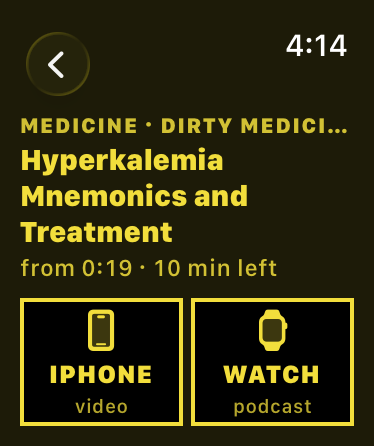 4:14
MEDICINE · DIRTY MEDICI...
Hyperkalemia
Mnemonics and
Treatment
from 0:19 · 10 min left
IPHONE
video
WATCH
podcast